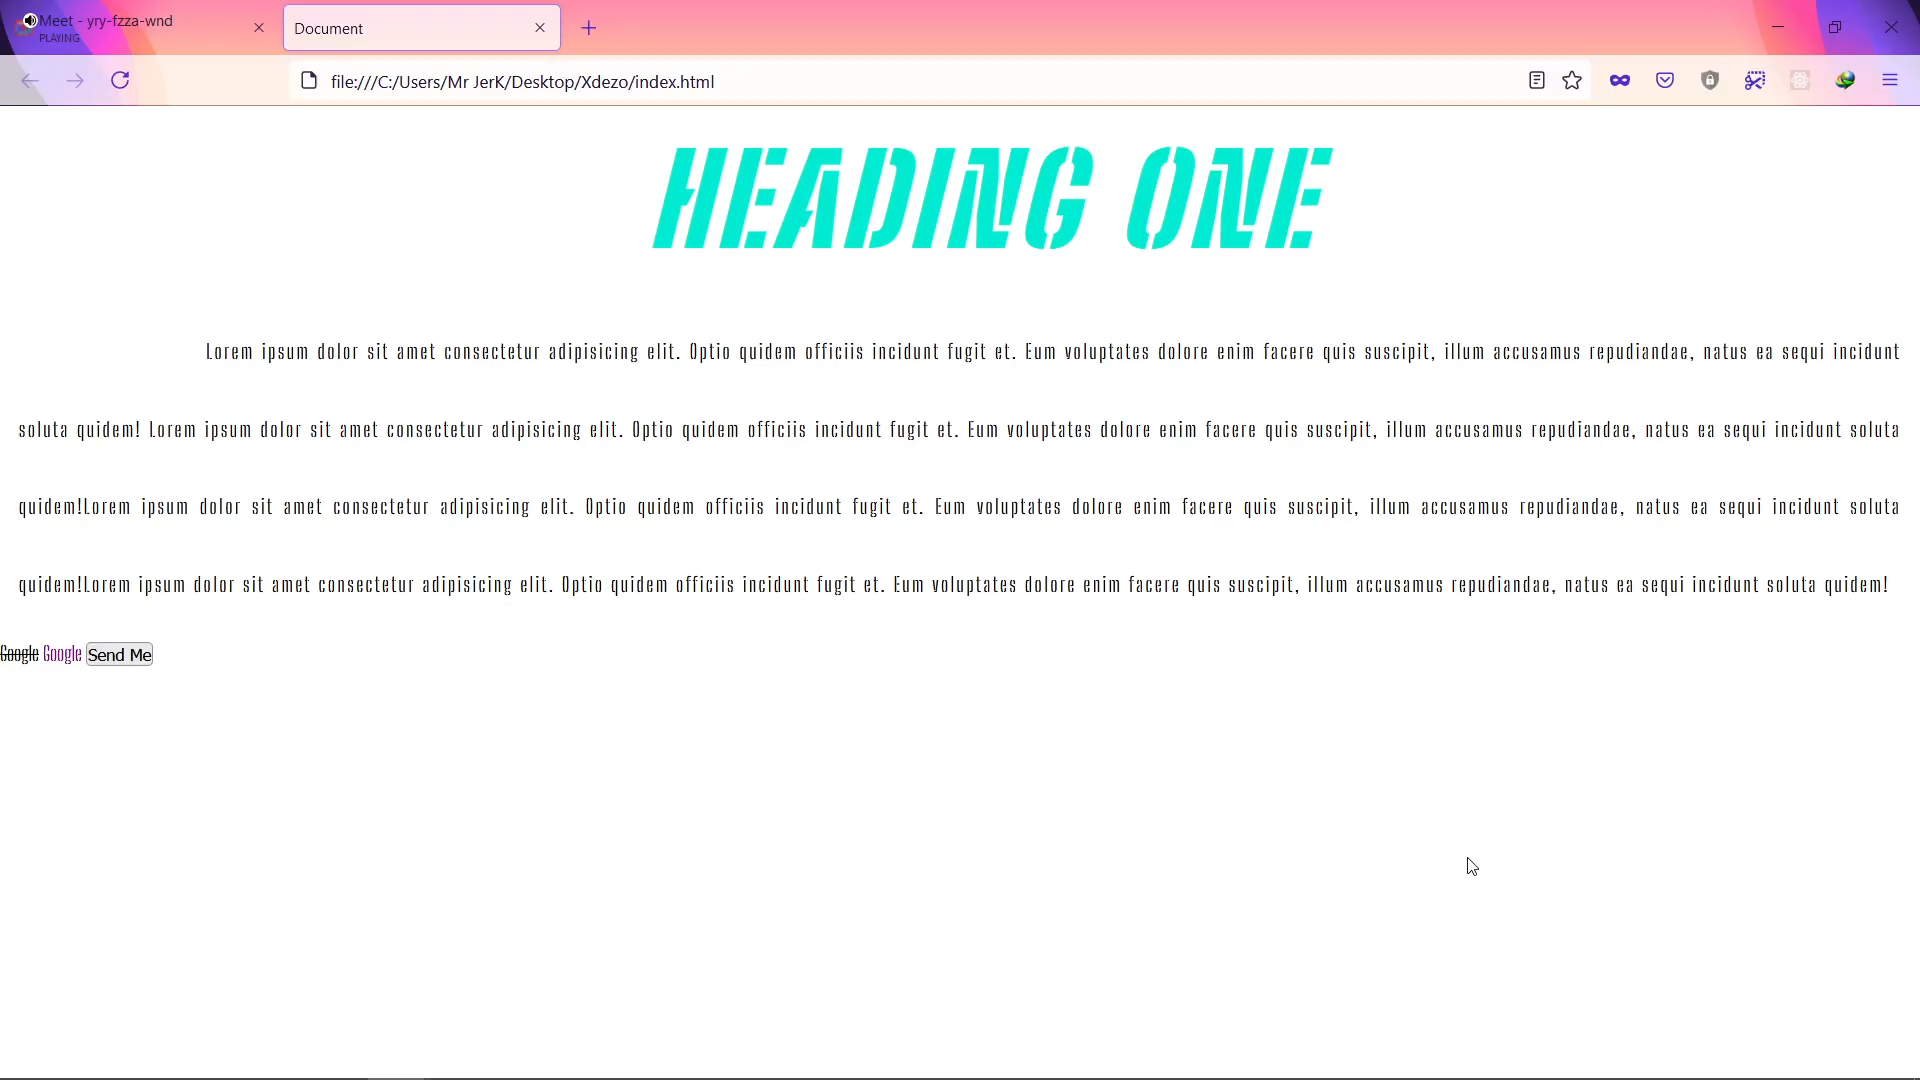 Meet - yry-fzza-wnd
PLAYING
Document
file:///C:/Users/Mr JerK/Desktop/Xdezo/index.html
HEADING ONE
Lorem ipsum dolor sit amet consectetur adipisicing elit. Optio quidem officiis incidunt fugit et. Eum voluptates dolore enim facere quis suscipit, illum accusamus repudiandae, natus ea sequi incidunt
soluta quidem! Lorem ipsum dolor sit amet consectetur adipisicing elit. Optio quidem officiis incidunt fugit et. Eum voluptates dolore enim facere quis suscipit, illum accusamus repudiandae, natus ea sequi incidunt soluta
quidem!Lorem ipsum dolor sit amet consectetur adipisicing elit. Optio quidem officiis incidunt fugit et. Eum voluptates dolore enim facere quis suscipit, illum accusamus repudiandae, natus ea sequi incidunt soluta
quidem!Lorem ipsum dolor sit amet consectetur adipisicing elit. Optio quidem officiis incidunt fugit et. Eum voluptates dolore enim facere quis suscipit, illum accusamus repudiandae, natus ea sequi incidunt soluta quidem!
Google Google Send Me